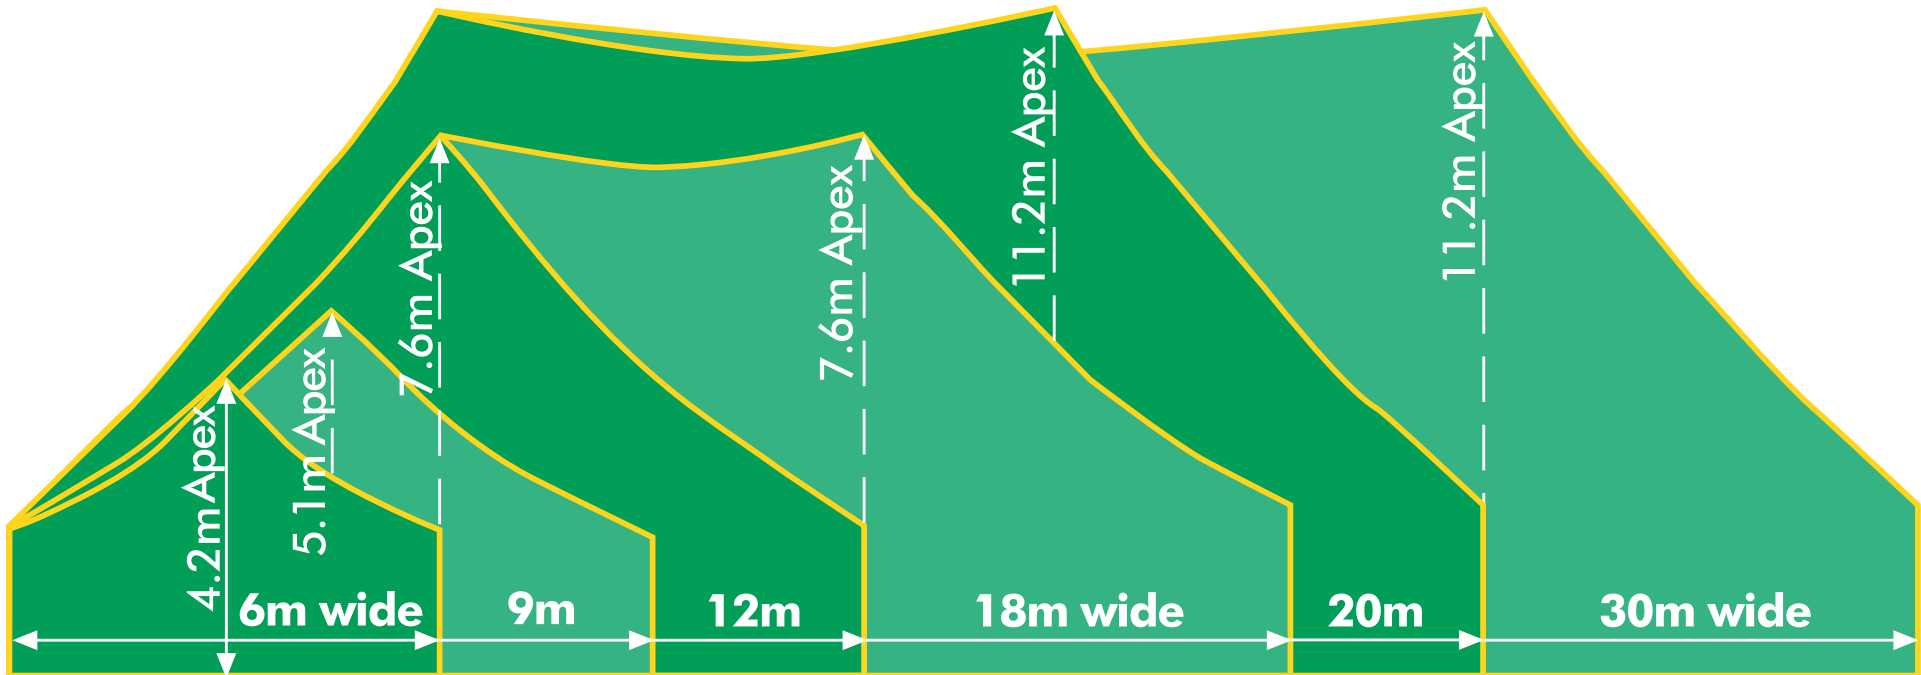 4.2m Apex
5.1m Apex
7.6m Apex
7.6m Apex
11.2m Apex
11.2m Apex
6m wide
9m
12m
18m wide
20m
30m wide